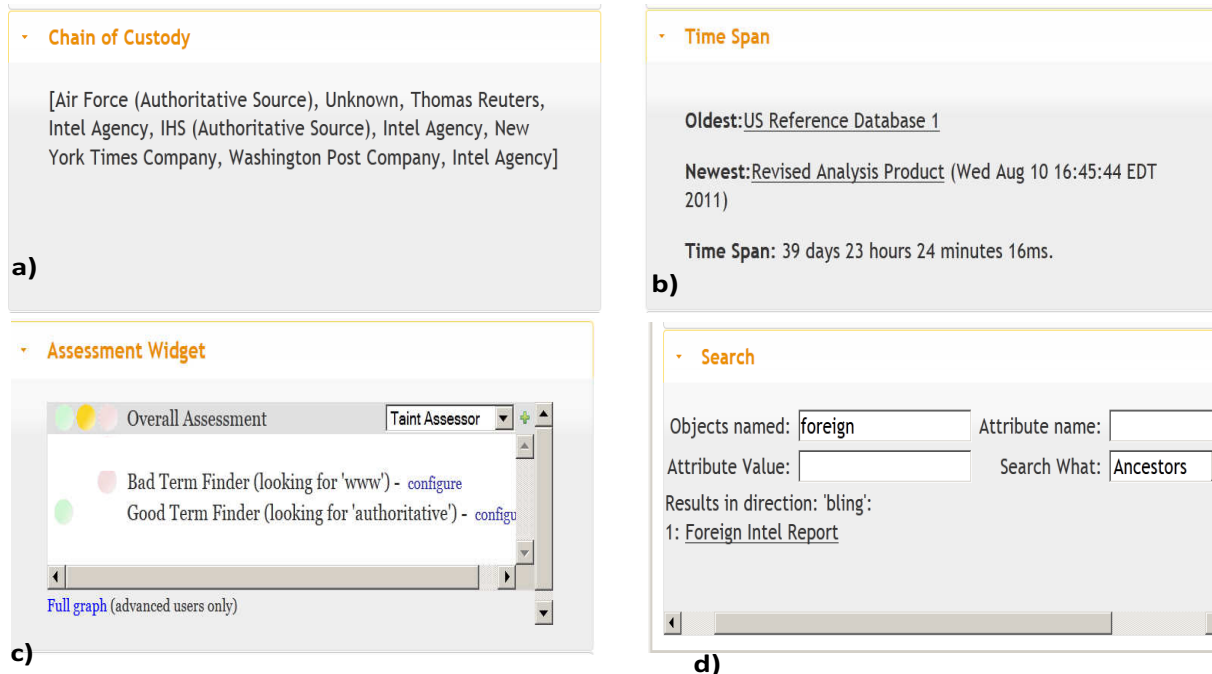 Chain of Custody
[Air Force (Authoritative Source), Unknown, Thomas Reuters,
Intel Agency, IHS (Authoritative Source), Intel Agency, New
York Times Company, Washington Post Company, Intel Agency]
a)
Time Span
Oldest:US Reference Database 1
Newest:Revised Analysis Product (Wed Aug 10 16:45:44 EDT
2011)
Time Span: 39 days 23 hours 24 minutes 16ms.
b)
Assessment Widget
Overall Assessment Taint Assessor
Bad Term Finder (looking for 'www') - configure
Good Term Finder (looking for 'authoritative') - configu
Full graph (advanced users only)
c)
Search
Objects named: foreign Attribute name:
Attribute Value: Search What: Ancestors
Results in direction: 'bling':
1: Foreign Intel Report
d)